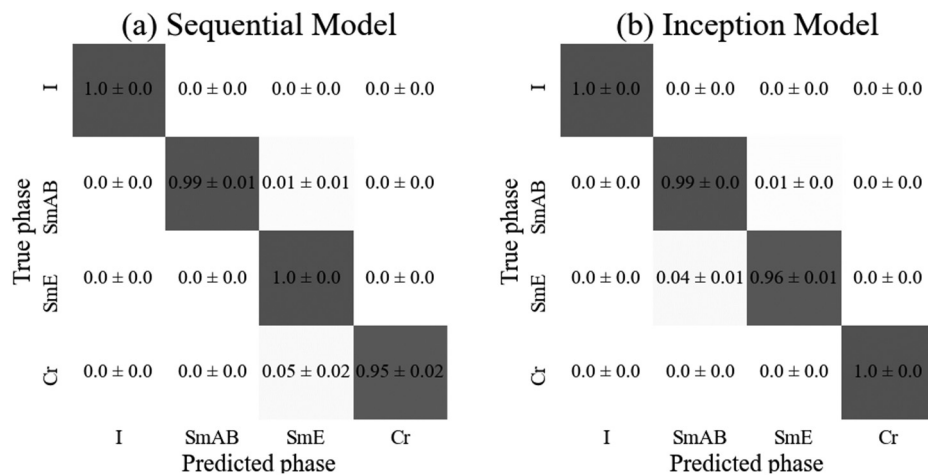 (a) Sequential Model
I 1.0 ± 0.0 0.0 ± 0.0 0.0 ± 0.0 0.0 ± 0.0
SmAB 0.0 ± 0.0 0.99 ± 0.01 0.01 ± 0.01 0.0 ± 0.0
True phase
SmE 0.0 ± 0.0 0.0 ± 0.0 1.0 ± 0.0 0.0 ± 0.0
Cr 0.0 ± 0.0 0.0 ± 0.0 0.05 ± 0.02 0.95 ± 0.02
I SmAB SmE Cr
Predicted phase
(b) Inception Model
I 1.0 ± 0.0 0.0 ± 0.0 0.0 ± 0.0 0.0 ± 0.0
SmAB 0.0 ± 0.0 0.99 ± 0.0 0.01 ± 0.0 0.0 ± 0.0
True phase
SmE 0.0 ± 0.0 0.04 ± 0.01 0.96 ± 0.01 0.0 ± 0.0
Cr 0.0 ± 0.0 0.0 ± 0.0 0.0 ± 0.0 1.0 ± 0.0
I SmAB SmE Cr
Predicted phase